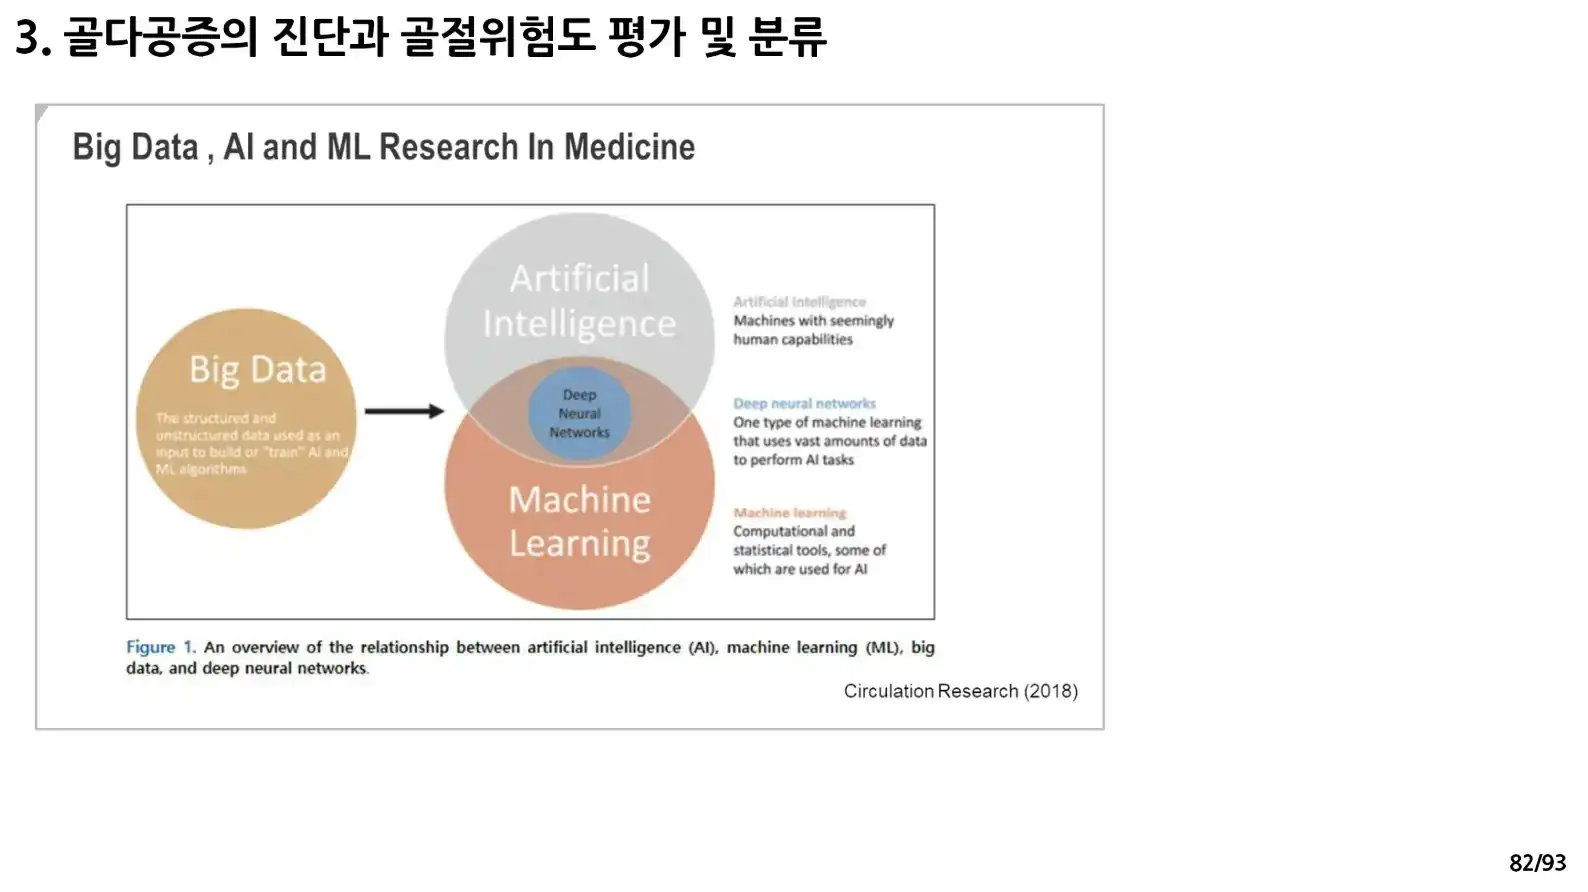 3. 골다공증의 진단과 골절위험도 평가 및 분류
Big Data , AI and ML Research In Medicine
Big Data
The structured and
unstructured data used as an
input to build or "train" AI and
ML algorithms
Artificial
Intelligence
Deep
Neural
Networks
Machine
Learning
Artificial Intelligence
Machines with seemingly
human capabilities
Deep neural networks
One type of machine learning
that uses vast amounts of data
to perform AI tasks
Machine learning
Computational and
statistical tools, some of
which are used for AI
Figure 1. An overview of the relationship between artificial intelligence (AI), machine learning (ML), big
data, and deep neural networks.
Circulation Research (2018)
82/93